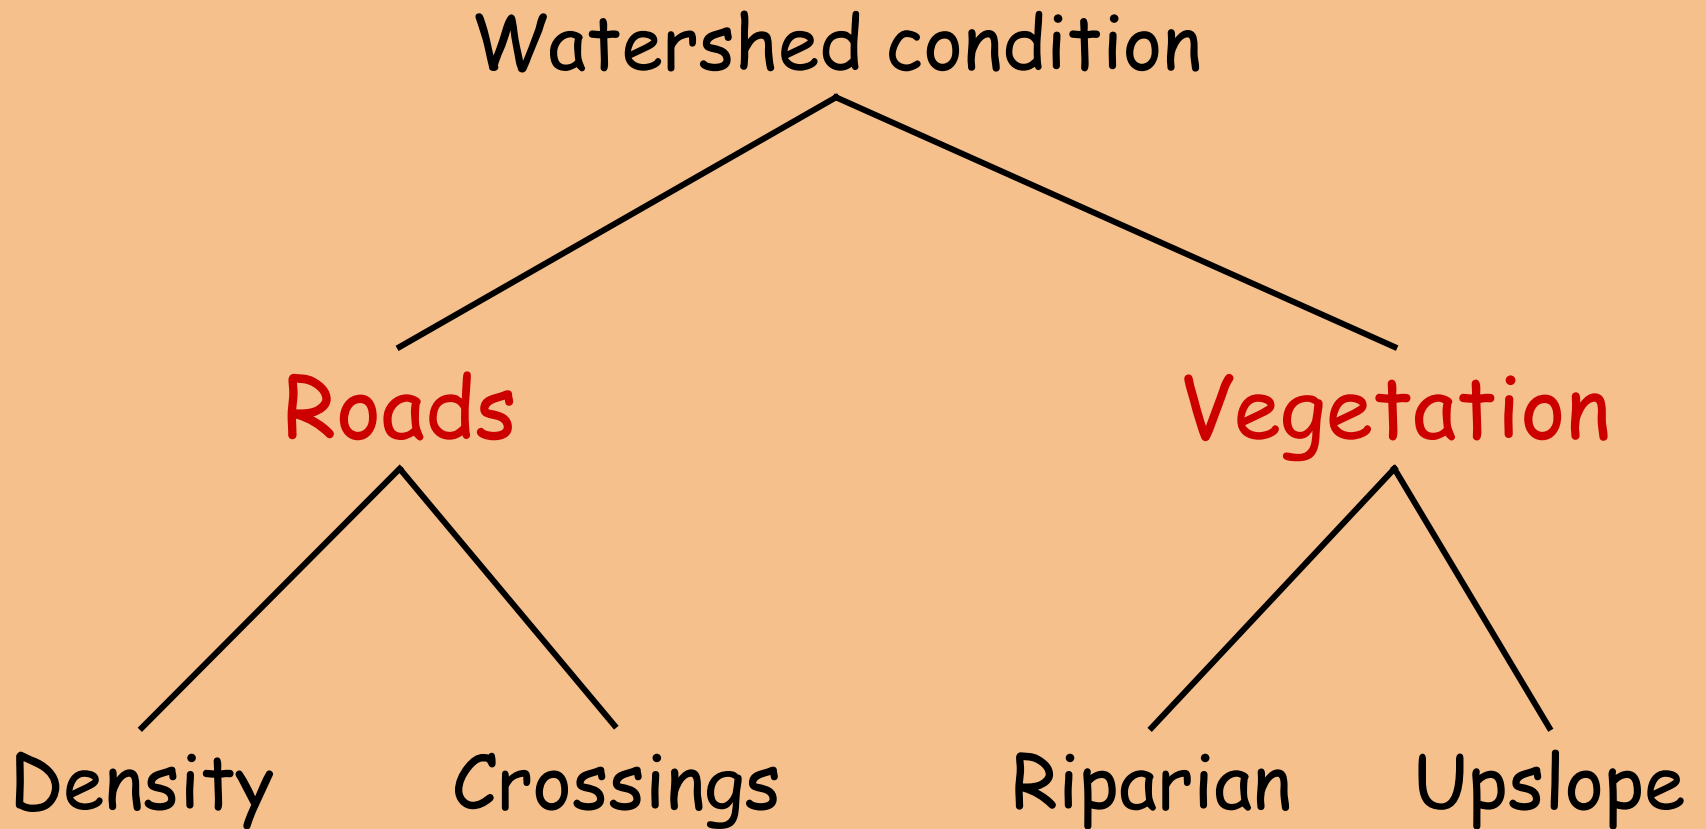 Watershed condition
Roads
Vegetation
Density
Crossings
Riparian
Upslope